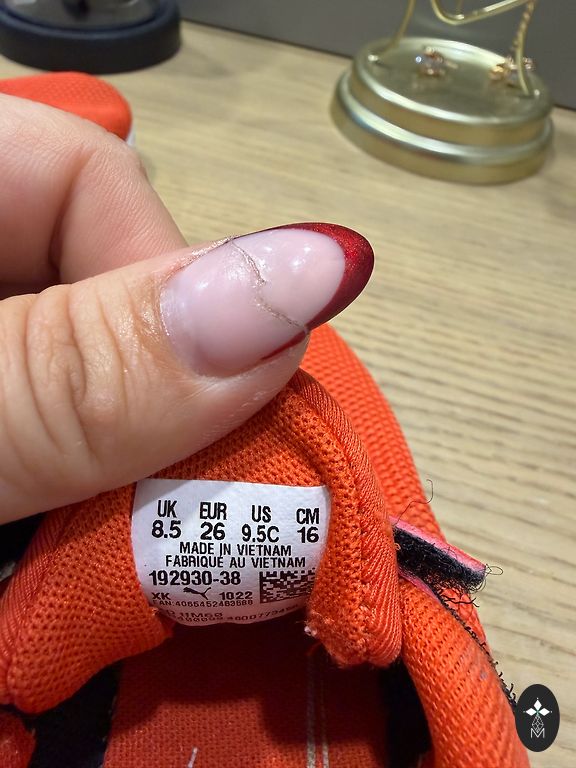 UK EUR US CM
8.5 26 9.5C 16
MADE IN VIETNAM
FABRIQUE AU VIETNAM
192930-38
XK 1022